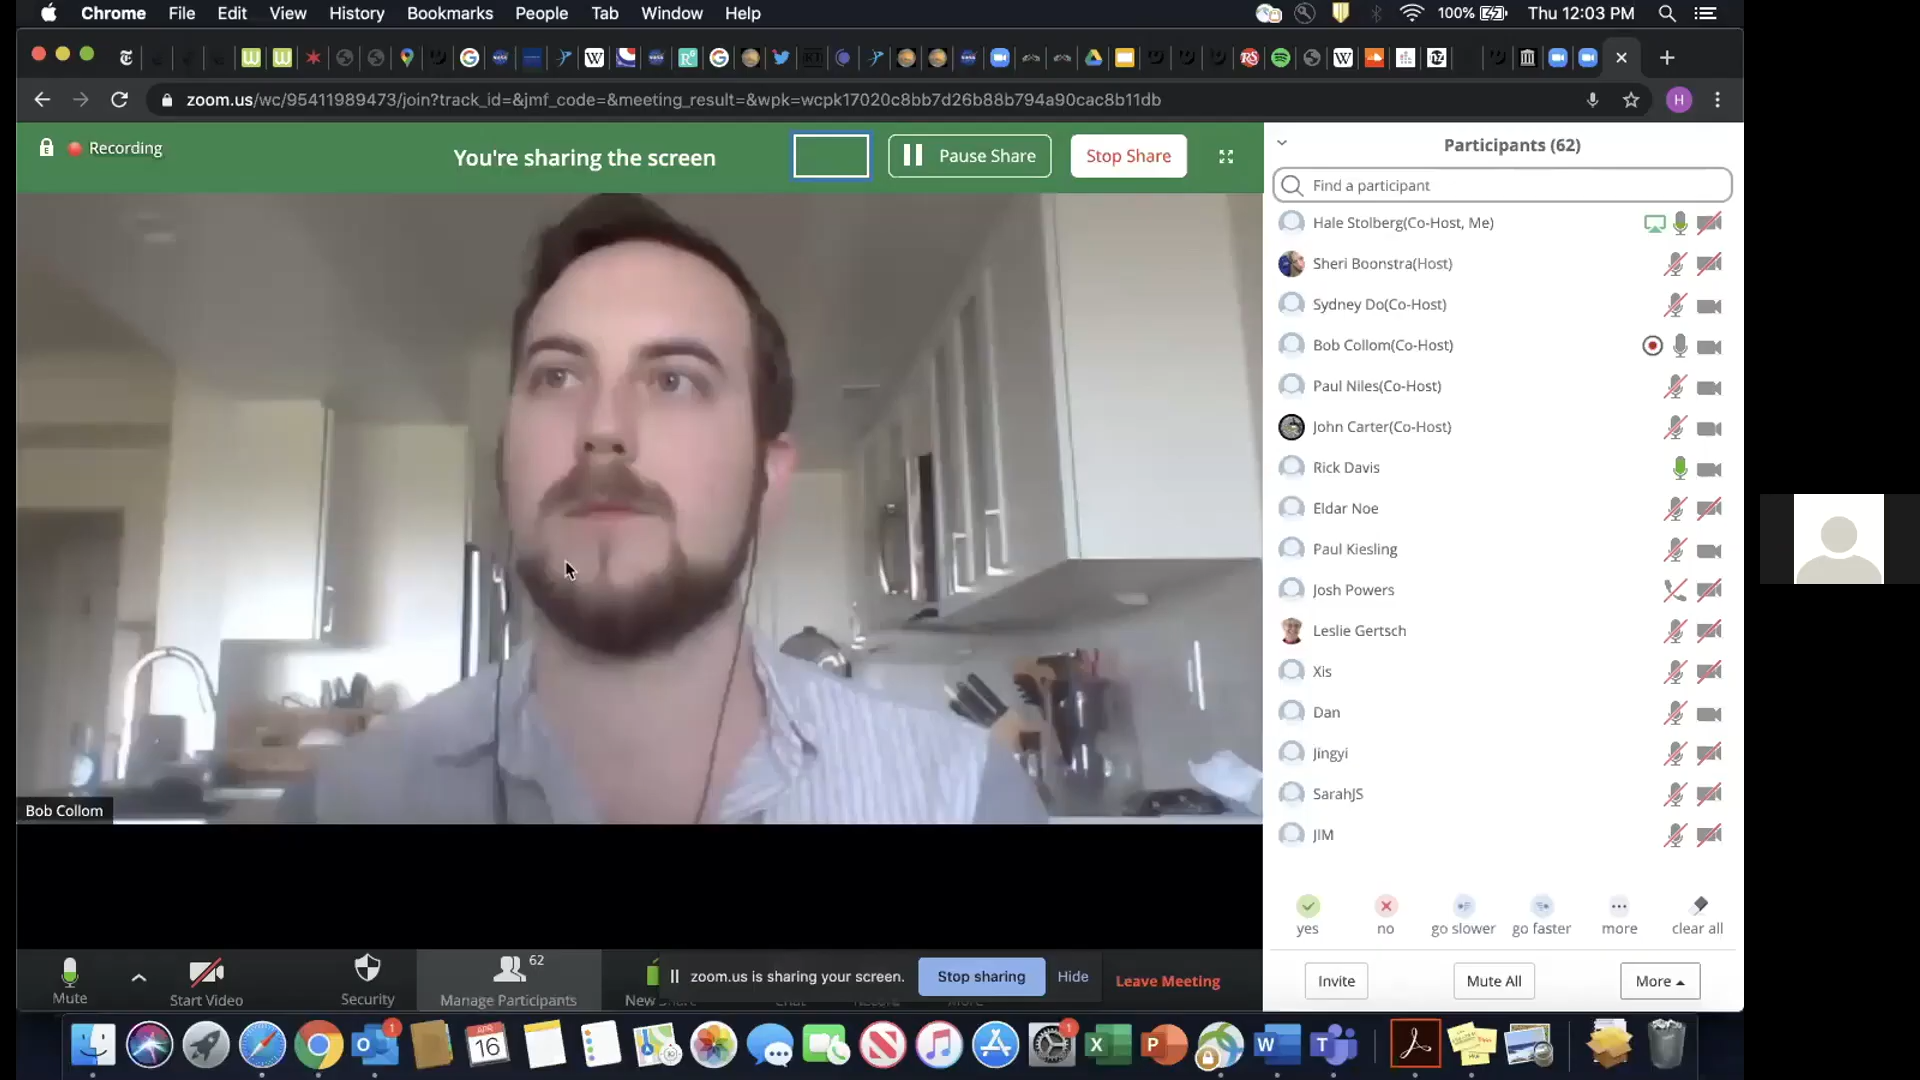 Chrome File Edit View History Bookmarks People Tab Window Help 100% Thu 12:03 PM
zoom.us/wc/95411989473/join?track_id=&jmf_code=&meeting_result=&wpk=wcpk17020c8bb7d26b88b794a90cac8b11db H
Recording
You're sharing the screen
Pause Share
Stop Share
Participants (62)
Find a participant
Hale Stolberg(Co-Host, Me)
Sheri Boonstra(Host)
Sydney Do(Co-Host)
Bob Collom(Co-Host)
Paul Niles(Co-Host)
John Carter(Co-Host)
Rick Davis
Eldar Noe
Paul Kiesling
Josh Powers
Leslie Gertsch
Xis
Dan
Jingyi
SarahJS
JIM
Bob Collom
yes no go slower go faster more clear all
Mute
Start Video
Security
62
Manage Participants
zoom.us is sharing your screen.
Stop sharing
Hide
Leave Meeting
Invite
Mute All
More
1
APR
16
1